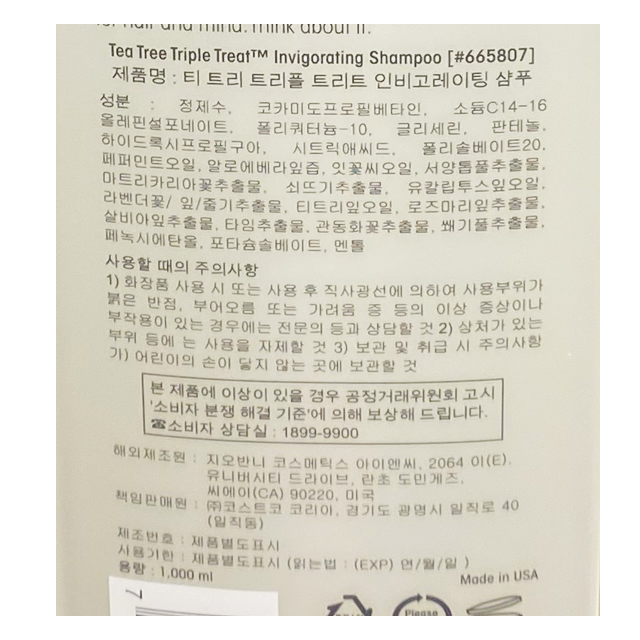 for hair and mind. Think about it.
Tea Tree Triple Treat™ Invigorating Shampoo [#665807]
제품명 : 티 트리 트리플 트리트 인비고레이팅 샴푸
성분 : 정제수, 코카미도프로필베타인, 소듐C14-16
올레핀설포네이트, 폴리쿼터늄-10, 글리세린, 판테놀,
하이드록시프로필구아, 시트릭애씨드, 폴리솔베이트20,
페퍼민트오일, 알로에베라잎즙, 잇꽃씨오일, 서양톱풀추출물,
마트리카리아꽃추출물, 쇠뜨기추출물, 유칼립투스잎오일,
라벤더꽃/ 잎/줄기추출물, 티트리잎오일, 로즈마리잎추출물,
살비아잎추출물, 타임추출물, 관동화꽃추출물, 쐐기풀추출물,
페녹시에탄올, 포타슘솔베이트, 멘톨
사용할 때의 주의사항
1) 화장품 사용 시 또는 사용 후 직사광선에 의하여 사용부위가
붉은 반점, 부어오름 또는 가려움 증 등의 이상 증상이나
부작용이 있는 경우에는 전문의 등과 상담할 것 2) 상처가 있는
부위 등에 는 사용을 자제할 것 3) 보관 및 취급 시 주의사항
가) 어린이의 손이 닿지 않는 곳에 보관할 것
본 제품에 이상이 있을 경우 공정거래위원회 고시
'소비자 분쟁 해결 기준'에 의해 보상해 드립니다.
☎소비자 상담실 : 1899-9900
해외제조원 : 지오반니 코스메틱스 아이엔씨, 2064 이(E).
유니버시티 드라이브, 란초 도민게즈,
씨에이(CA) 90220, 미국
책임판매원 : ㈜코스트코 코리아, 경기도 광명시 일직로 40
(일직동)
제조번호 : 제품별도표시
사용기한 : 제품별도표시 (읽는법 : (EXP) 연/월/일 )
용량 : 1,000 ml
Made in USA
7
Please